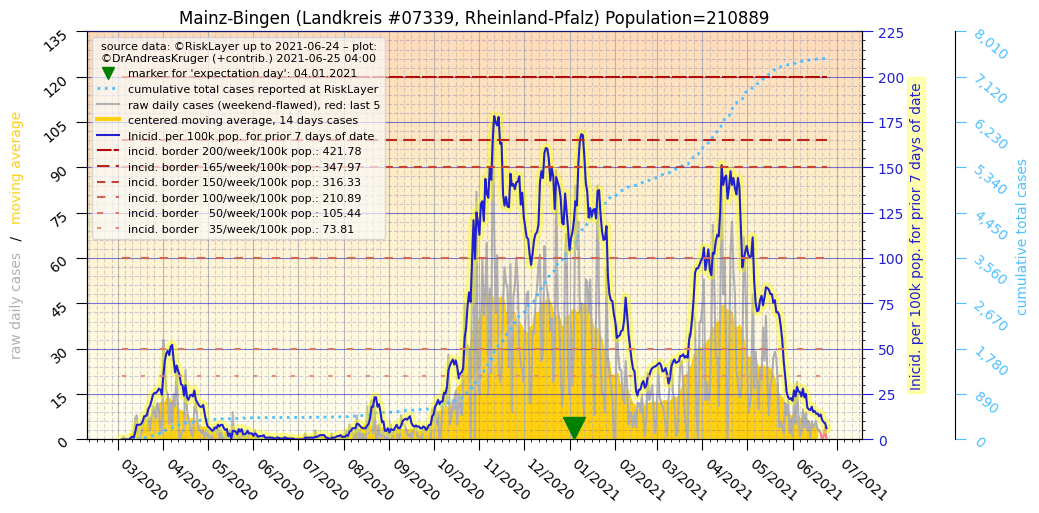 Mainz-Bingen (Landkreis #07339, Rheinland-Pfalz) Population=210889
source data: ©RiskLayer up to 2021-06-24 – plot:
©DrAndreasKruger (+contrib.) 2021-06-25 04:00
marker for 'expectation day': 04.01.2021
cumulative total cases reported at RiskLayer
raw daily cases (weekend-flawed), red: last 5
centered moving average, 14 days cases
Inicid. per 100k pop. for prior 7 days of date
incid. border 200/week/100k pop.: 421.78
incid. border 165/week/100k pop.: 347.97
incid. border 150/week/100k pop.: 316.33
incid. border 100/week/100k pop.: 210.89
incid. border   50/week/100k pop.: 105.44
incid. border   35/week/100k pop.: 73.81
raw daily cases / moving average
135
120
105
90
75
60
45
30
15
0
03/2020
04/2020
05/2020
06/2020
07/2020
08/2020
09/2020
10/2020
11/2020
12/2020
01/2021
02/2021
03/2021
04/2021
05/2021
06/2021
07/2021
225
200
175
150
125
100
75
50
25
0
Inicid. per 100k pop. for prior 7 days of date
8,010
7,120
6,230
5,340
4,450
3,560
2,670
1,780
890
0
cumulative total cases